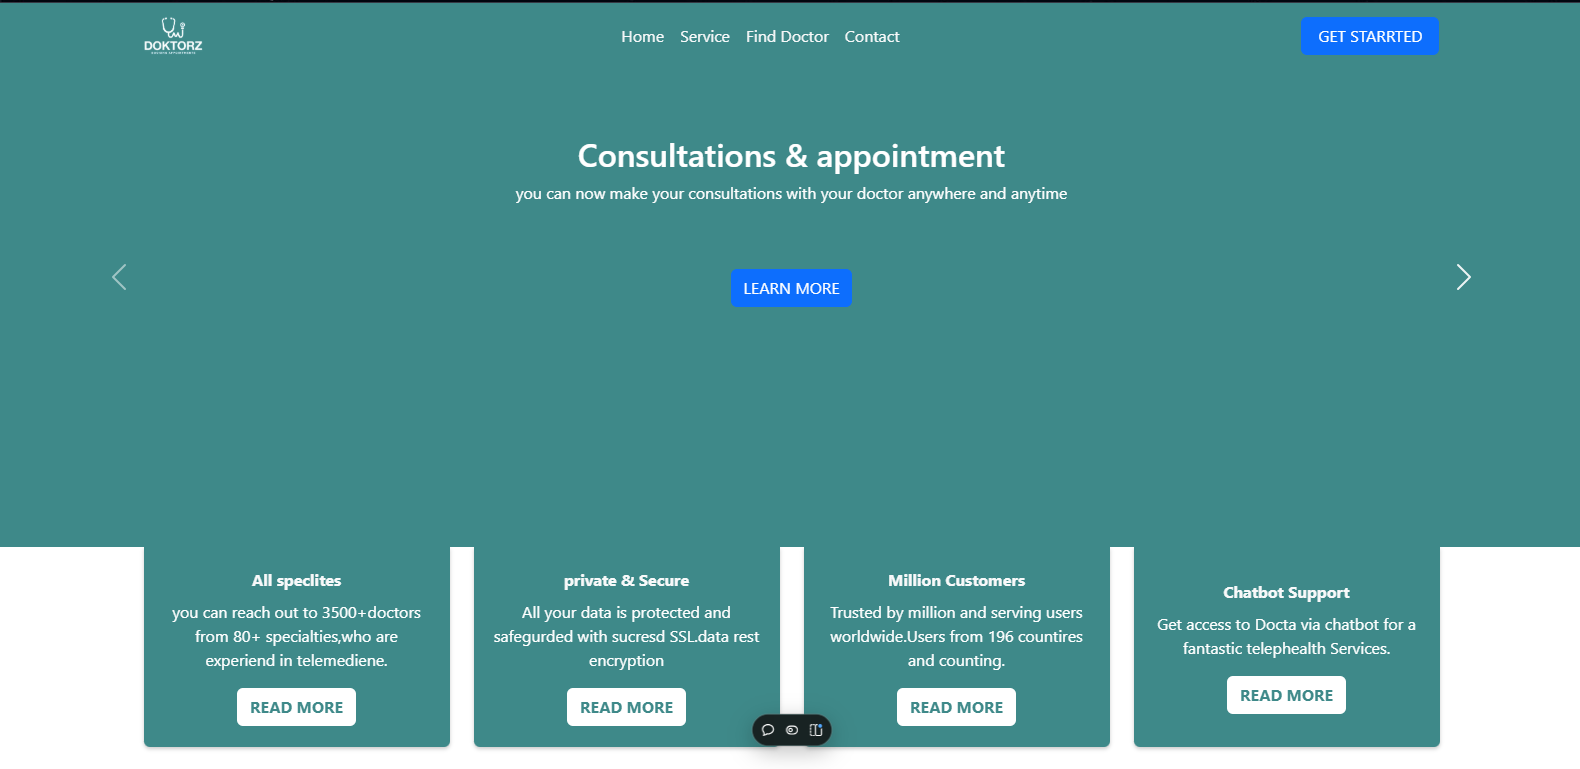 DOKTORZ
Home Service Find Doctor Contact
GET STARRTED
Consultations & appointment
you can now make your consultations with your doctor anywhere and anytime
LEARN MORE
All speclites
you can reach out to 3500+doctors
from 80+ specialties,who are
experiend in telemediene.
READ MORE
private & Secure
All your data is protected and
safegurded with sucresd SSL.data rest
encryption
READ MORE
Million Customers
Trusted by million and serving users
worldwide.Users from 196 countires
and counting.
READ MORE
Chatbot Support
Get access to Docta via chatbot for a
fantastic telephealth Services.
READ MORE